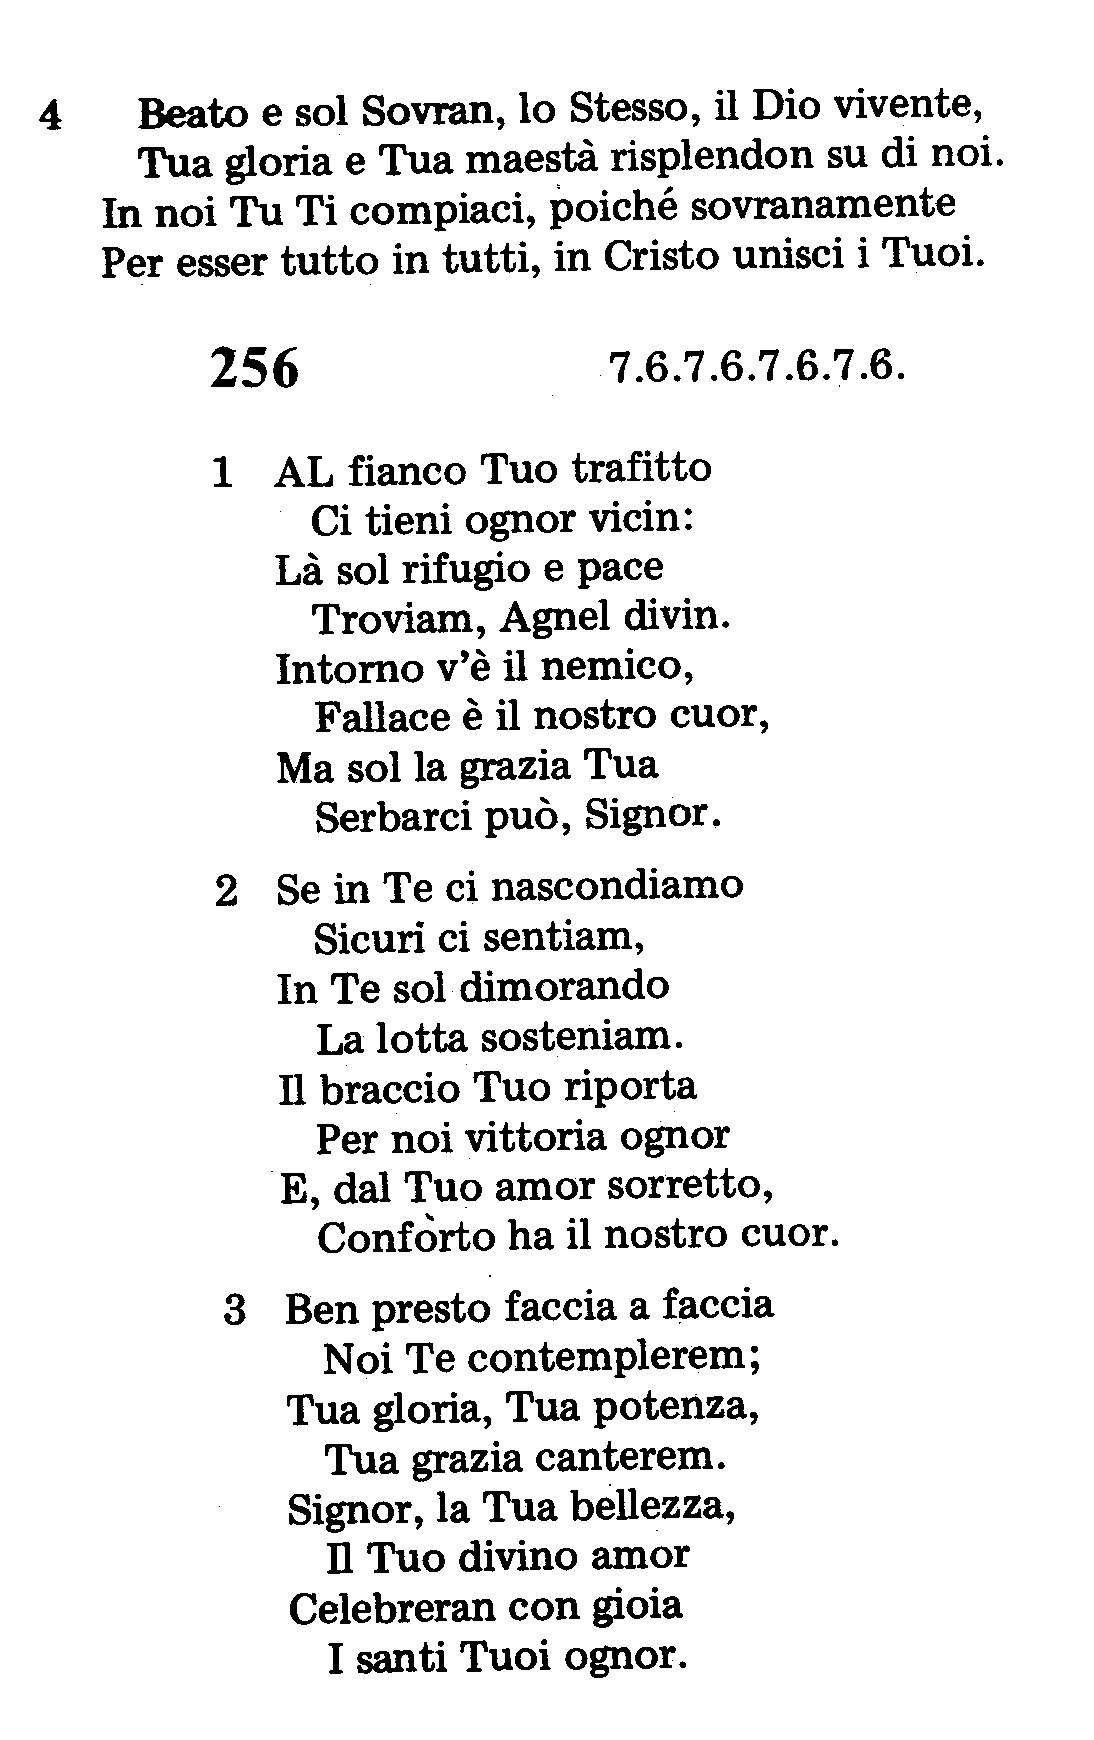 4 Beato e sol Sovran, lo Stesso, il Dio vivente,
Tua gloria e Tua maestà risplendon su di noi.
In noi Tu Ti compiaci, poiché sovranamente
Per esser tutto in tutti, in Cristo unisci i Tuoi.
256 7.6.7.6.7.6.7.6.
1 AL fianco Tuo trafitto
Ci tieni ognor vicin:
Là sol rifugio e pace
Troviam, Agnel divin.
Intorno v'è il nemico,
Fallace è il nostro cuor,
Ma sol la grazia Tua
Serbarci può, Signor.
2 Se in Te ci nascondiamo
Sicuri ci sentiam,
In Te sol dimorando
La lotta sosteniam.
Il braccio Tuo riporta
Per noi vittoria ognor
E, dal Tuo amor sorretto,
Confòrto ha il nostro cuor.
3 Ben presto faccia a faccia
Noi Te contemplerem;
Tua gloria, Tua potenza,
Tua grazia canterem.
Signor, la Tua bellezza,
Il Tuo divino amor
Celebreran con gioia
I santi Tuoi ognor.